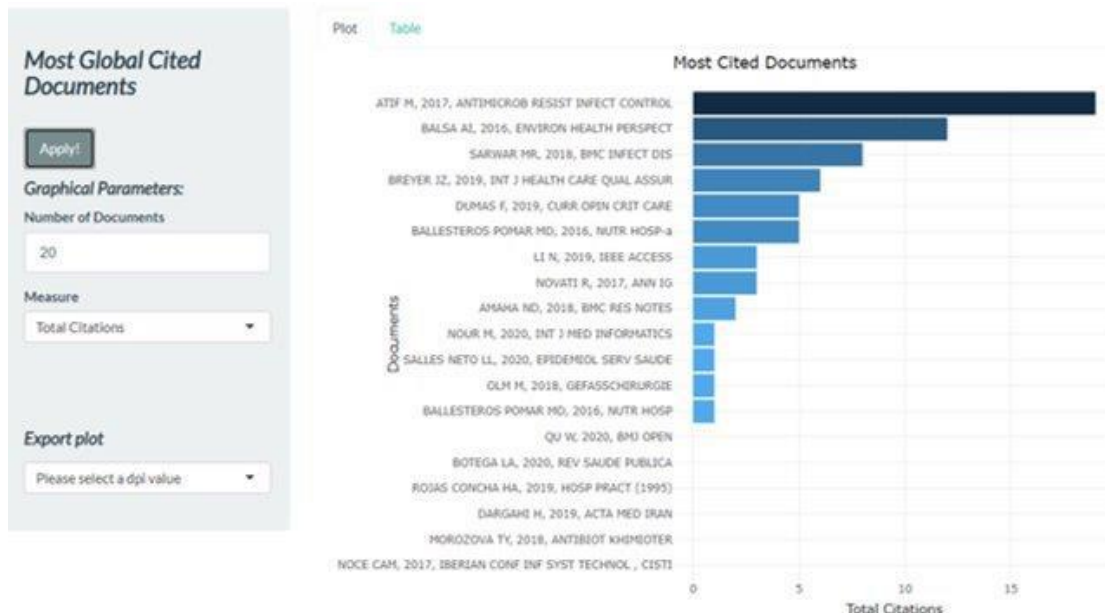 Most Global Cited
Documents
Apply!
Graphical Parameters:
Number of Documents
20
Measure
Total Citations
Export plot
Please select a dpi value
Plot Table
Most Cited Documents
Documents
ATIF M, 2017, ANTIMICROB RESIST INFECT CONTROL
BALSA AI, 2016, ENVIRON HEALTH PERSPECT
SARWAR MR, 2018, BMC INFECT DIS
BREYER JZ, 2019, INT J HEALTH CARE QUAL ASSUR
DUMAS F, 2019, CURR OPIN CRIT CARE
BALLESTEROS POMAR MD, 2016, NUTR HOSP-a
LI N, 2019, IEEE ACCESS
NOVATI R, 2017, ANN IG
AMAHA ND, 2018, BMC RES NOTES
NOUR M, 2020, INT J MED INFORMATICS
SALLES NETO LL, 2020, EPIDEMIOL SERV SAUDE
OLM M, 2018, GEFASSCHIRURGIE
BALLESTEROS POMAR MD, 2016, NUTR HOSP
QU W, 2020, BMJ OPEN
BOTEGA LA, 2020, REV SAUDE PUBLICA
ROJAS CONCHA HA, 2019, HOSP PRACT (1995)
DARGAHI H, 2019, ACTA MED IRAN
MOROZOVA TY, 2018, ANTIBIOT KHIMIOTER
NOCE CAM, 2017, IBERIAN CONF INF SYST TECHNOL , CISTI
0 5 10 15
Total Citations